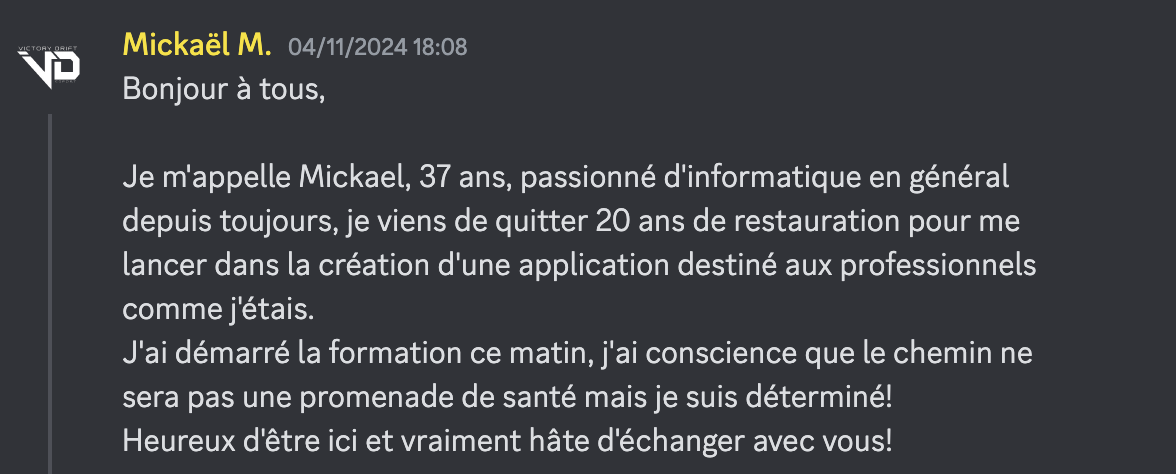 VICTORY DRIFT
VD
Mickaël M. 04/11/2024 18:08
Bonjour à tous,
Je m'appelle Mickael, 37 ans, passionné d'informatique en général
depuis toujours, je viens de quitter 20 ans de restauration pour me
lancer dans la création d'une application destiné aux professionnels
comme j'étais.
J'ai démarré la formation ce matin, j'ai conscience que le chemin ne
sera pas une promenade de santé mais je suis déterminé!
Heureux d'être ici et vraiment hâte d'échanger avec vous!